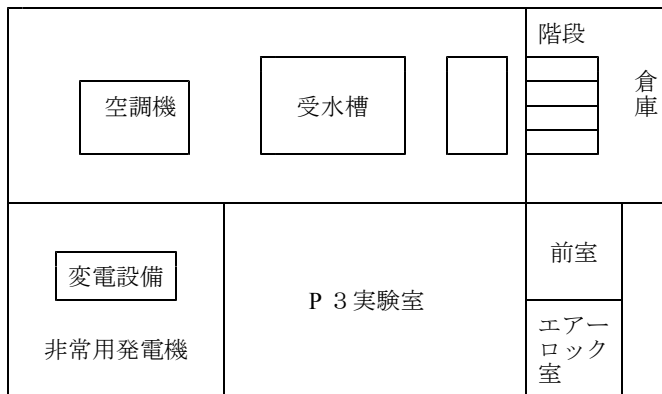 階段
倉庫
空調機
受水槽
変電設備
非常用発電機
P 3実験室
前室
エアー
ロック
室